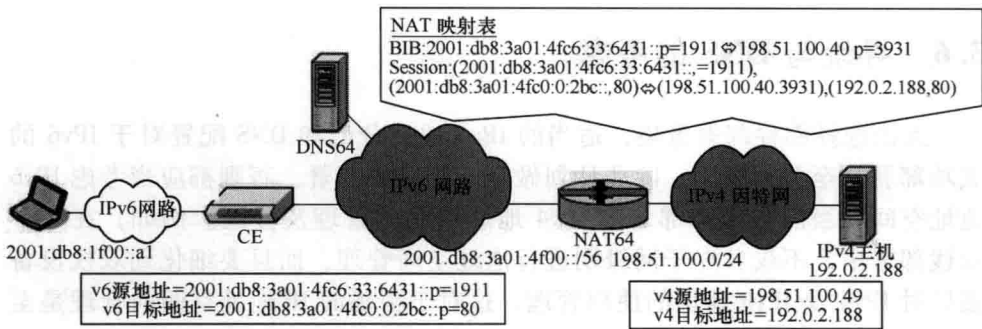 NAT 映射表
BIB:2001:db8:3a01:4fc6:33:6431::p=1911⇔198.51.100.40 p=3931
Session:(2001:db8:3a01:4fc6:33:6431::,=1911),
(2001:db8:3a01:4fc0:0:2bc::,80)⇔(198.51.100.40.3931),(192.0.2.188,80)
DNS64
IPv6网路
CE
IPv6 网路
NAT64
IPv4 因特网
IPv4主机
192.0.2.188
2001:db8:1f00::a1
2001.db8:3a01:4f00::/56
198.51.100.0/24
v6源地址=2001:db8:3a01:4fc6:33:6431::p=1911
v6目标地址=2001:db8:3a01:4fc0:0:2bc::p=80
v4源地址=198.51.100.49
v4目标地址=192.0.2.188